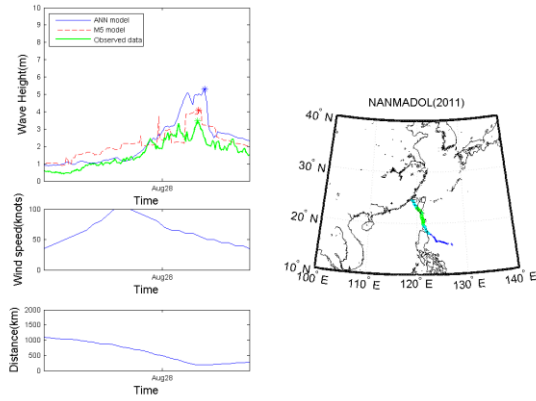 ANN model
M5 model
Observed data
Wave Height(m)
10
9
8
7
6
5
4
3
2
1
0
Aug28
Time
Wind speed(Knots)
100
50
0
Aug28
Time
Distance(km)
2000
1500
1000
500
0
Aug28
Time
NANMADOL(2011)
40° N
30° N
20° N
10° N
100° E
110° E
120° E
130° E
140° E